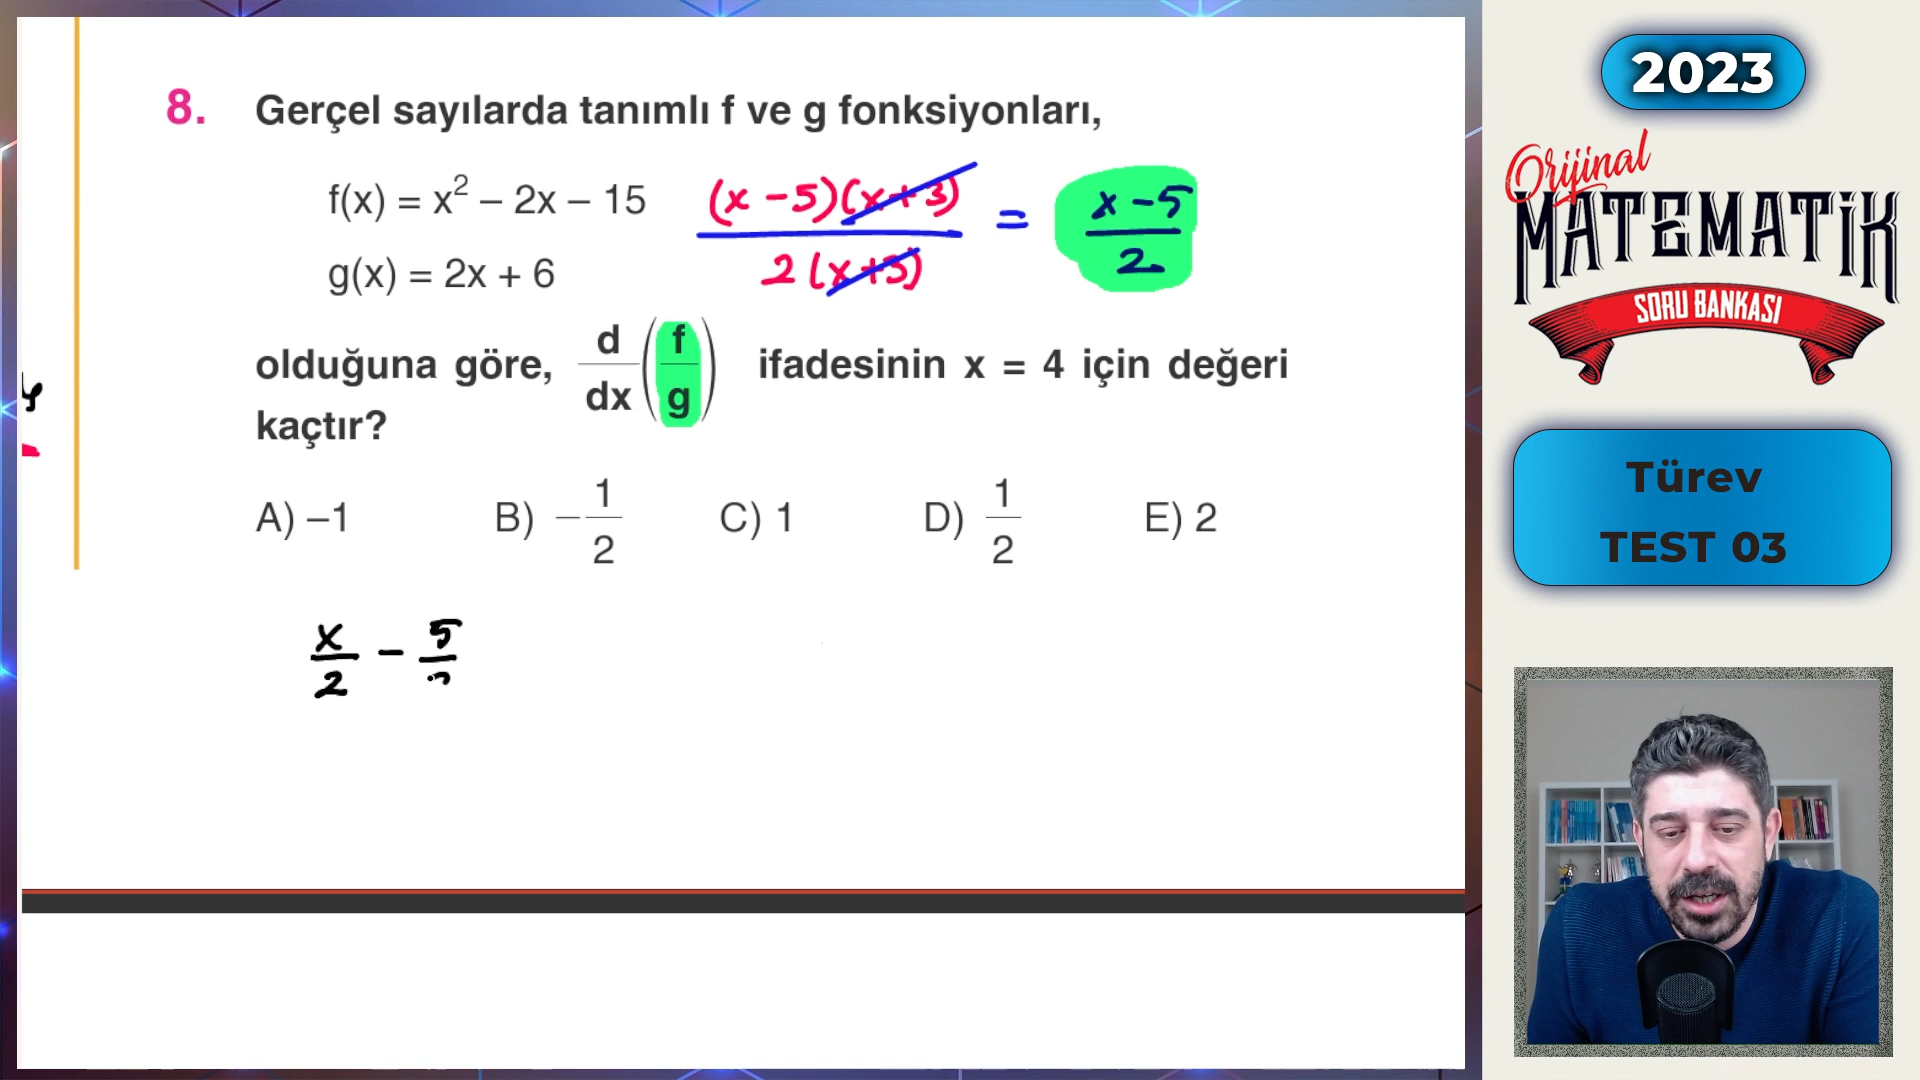 8. Gerçel sayılarda tanımlı f ve g fonksiyonları,
f(x) = x² – 2x – 15
g(x) = 2x + 6
(x – 5)(x + 3) / 2 (x + 3) = x – 5 / 2
olduğuna göre, d/dx (f/g) ifadesinin x = 4 için değeri
kaçtır?
A) –1 B) –1/2 C) 1 D) 1/2 E) 2
x/2 – 5
2023
Orijinal
MATEMATİK
SORU BANKASI
Türev
TEST 03